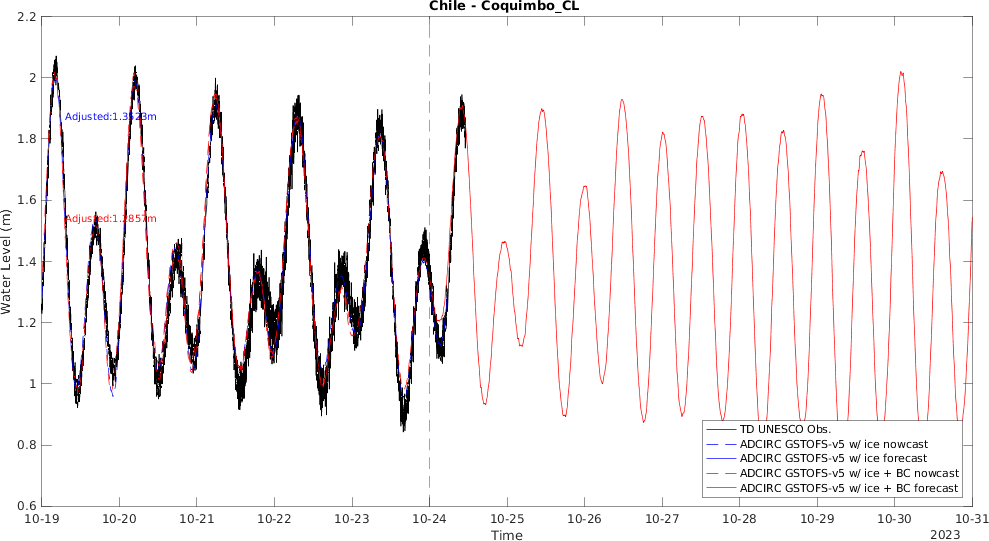 Chile - Coquimbo_CL
2.2
2
1.8
1.6
1.4
1.2
1
0.8
0.6
Water Level (m)
Adjusted:1.3523m
Adjusted:1.2857m
TD UNESCO Obs.
ADCIRC GSTOFS-v5 w/ ice nowcast
ADCIRC GSTOFS-v5 w/ ice forecast
ADCIRC GSTOFS-v5 w/ ice + BC nowcast
ADCIRC GSTOFS-v5 w/ ice + BC forecast
10-19 10-20 10-21 10-22 10-23 10-24 10-25 10-26 10-27 10-28 10-29 10-30 10-31
Time
2023